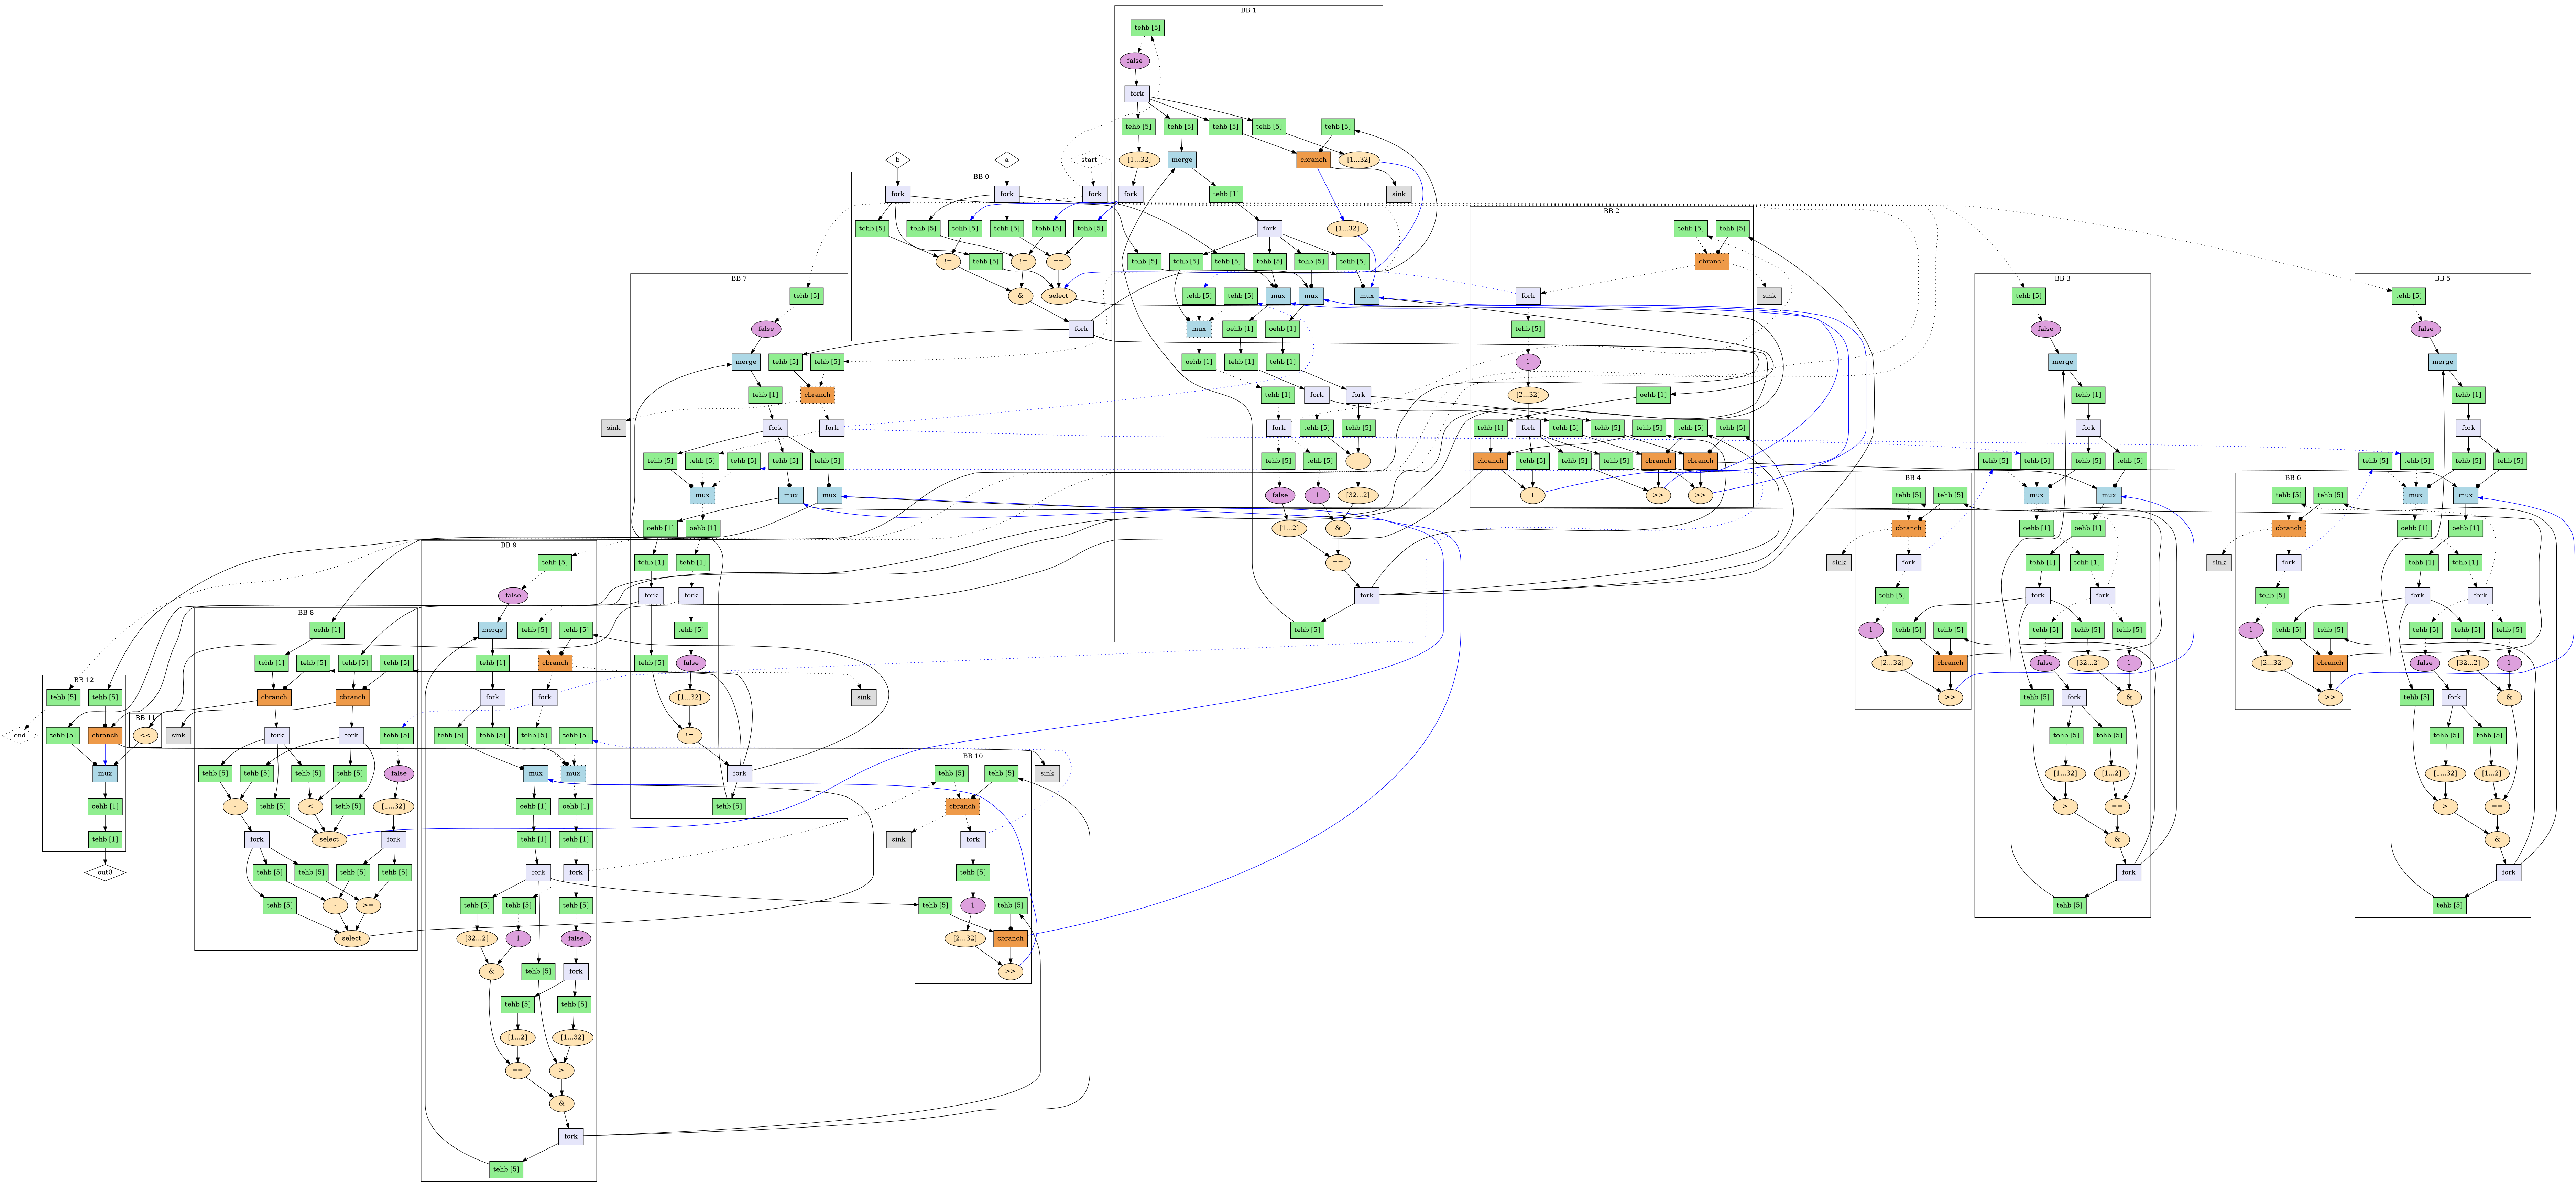 BB 1
tehb [5]
false
fork
tehb [5]
tehb [5]
tehb [5]
tehb [5]
tehb [5]
b
a
start
[1...32]
merge
cbranch
[1...32]
BB 0
fork
fork
fork
fork
tehb [1]
sink
BB 2
tehb [5]
tehb [5]
tehb [5]
tehb [5]
tehb [5]
tehb [5]
fork
[1...32]
tehb [5]
tehb [5]
!=
tehb [5]
!=
==
tehb [5]
tehb [5]
tehb [5]
tehb [5]
tehb [5]
tehb [5]
cbranch
BB 7
BB 3
BB 5
tehb [5]
&
select
tehb [5]
tehb [5]
mux
mux
mux
fork
sink
tehb [5]
tehb [5]
false
fork
mux
oehb [1]
oehb [1]
tehb [5]
false
false
merge
tehb [5]
tehb [5]
oehb [1]
tehb [1]
tehb [1]
1
merge
merge
tehb [1]
cbranch
tehb [1]
fork
fork
[2...32]
oehb [1]
tehb [1]
tehb [1]
sink
fork
fork
fork
tehb [5]
tehb [5]
tehb [1]
fork
tehb [5]
tehb [5]
tehb [5]
tehb [5]
tehb [5]
fork
fork
tehb [5]
tehb [5]
tehb [5]
tehb [5]
tehb [5]
tehb [5]
tehb [5]
|
cbranch
tehb [5]
tehb [5]
tehb [5]
cbranch
cbranch
tehb [5]
tehb [5]
tehb [5]
tehb [5]
tehb [5]
tehb [5]
tehb [5]
tehb [5]
BB 4
BB 6
mux
mux
mux
false
1
[32...2]
+
>>
>>
tehb [5]
tehb [5]
mux
mux
tehb [5]
tehb [5]
mux
mux
oehb [1]
oehb [1]
[1...2]
&
cbranch
oehb [1]
oehb [1]
cbranch
oehb [1]
oehb [1]
BB 9
tehb [5]
tehb [1]
tehb [1]
==
sink
fork
tehb [1]
tehb [1]
sink
fork
tehb [1]
tehb [1]
false
fork
fork
fork
tehb [5]
fork
fork
tehb [5]
fork
fork
BB 8
oehb [1]
merge
tehb [5]
tehb [5]
tehb [5]
tehb [5]
1
tehb [5]
tehb [5]
tehb [5]
tehb [5]
tehb [5]
1
tehb [5]
tehb [5]
tehb [5]
tehb [5]
tehb [5]
tehb [1]
tehb [5]
tehb [5]
tehb [5]
tehb [1]
cbranch
tehb [5]
false
[2...32]
cbranch
false
[32...2]
1
[2...32]
cbranch
false
[32...2]
1
BB 12
tehb [5]
tehb [5]
cbranch
cbranch
fork
fork
[1...32]
sink
>>
tehb [5]
fork
&
>>
tehb [5]
fork
&
BB 11
end
tehb [5]
cbranch
<<
sink
fork
fork
tehb [5]
tehb [5]
tehb [5]
tehb [5]
tehb [5]
!=
tehb [5]
tehb [5]
tehb [5]
tehb [5]
BB 10
mux
tehb [5]
tehb [5]
tehb [5]
tehb [5]
false
mux
mux
fork
tehb [5]
tehb [5]
sink
[1...32]
[1...2]
[1...32]
[1...2]
oehb [1]
-
tehb [5]
<
tehb [5]
[1...32]
oehb [1]
oehb [1]
tehb [5]
cbranch
>
==
>
==
tehb [1]
fork
select
fork
tehb [1]
tehb [1]
sink
fork
&
&
out0
tehb [5]
tehb [5]
tehb [5]
tehb [5]
fork
fork
tehb [5]
fork
fork
tehb [5]
-
>=
tehb [5]
tehb [5]
tehb [5]
tehb [5]
1
tehb [5]
tehb [5]
tehb [5]
select
[32...2]
1
false
[2...32]
cbranch
&
tehb [5]
fork
>>
tehb [5]
tehb [5]
[1...2]
[1...32]
==
>
&
fork
tehb [5]